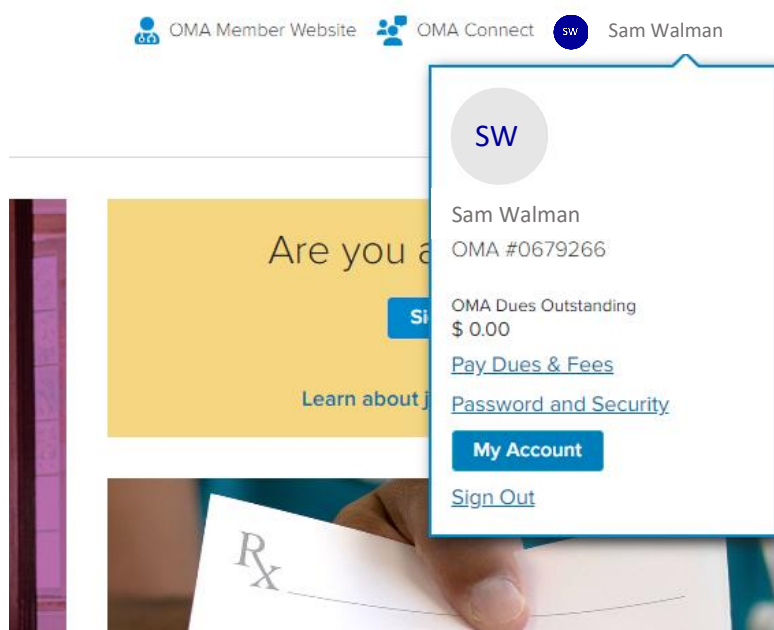 OMA Member Website OMA Connect SW Sam Walman
SW
Sam Walman
OMA #0679266
OMA Dues Outstanding
$ 0.00
Pay Dues & Fees
Password and Security
My Account
Sign Out
Are you
Learn about
Rx